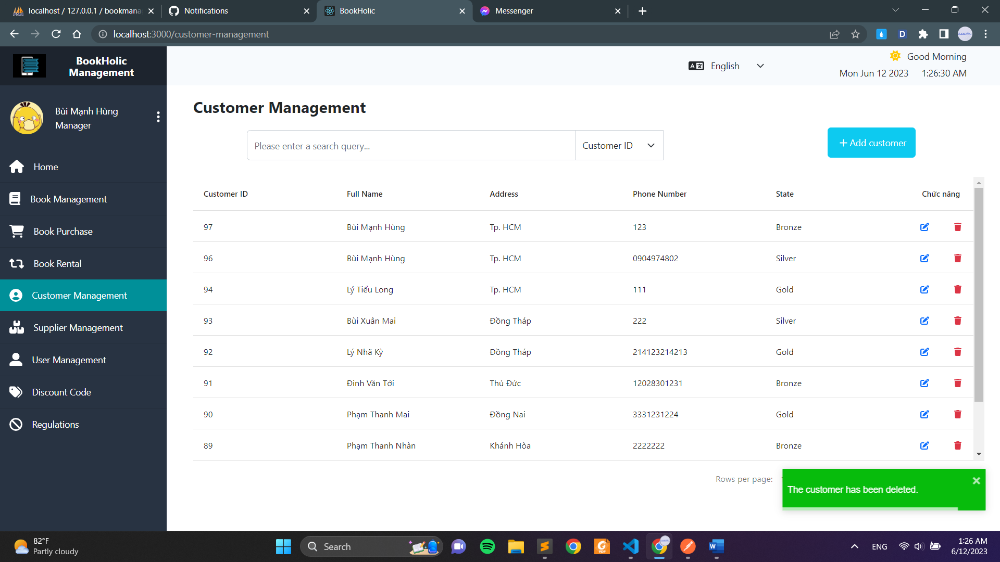 localhost / 127.0.0.1 / bookmana
Notifications
BookHolic
Messenger
localhost:3000/customer-management
D
BookHolic
Management
English
Good Morning
Mon Jun 12 2023 1:26:30 AM
Bùi Mạnh Hùng
Manager
Home
Book Management
Book Purchase
Book Rental
Customer Management
Supplier Management
User Management
Discount Code
Regulations
Customer Management
Please enter a search query...
Customer ID
+ Add customer
Customer ID Full Name Address Phone Number State Chức năng
97 Bùi Mạnh Hùng Tp. HCM 123 Bronze
96 Bùi Mạnh Hùng Tp. HCM 0904974802 Silver
94 Lý Tiểu Long Tp. HCM 111 Gold
93 Bùi Xuân Mai Đồng Tháp 222 Silver
92 Lý Nhã Kỳ Đồng Tháp 214123214213 Gold
91 Đinh Văn Tới Thủ Đức 12028301231 Bronze
90 Phạm Thanh Mai Đồng Nai 3331231224 Gold
89 Phạm Thanh Nhàn Khánh Hòa 2222222 Bronze
Rows per page:
The customer has been deleted.
82°F
Partly cloudy
Search
ENG
1:26 AM
6/12/2023